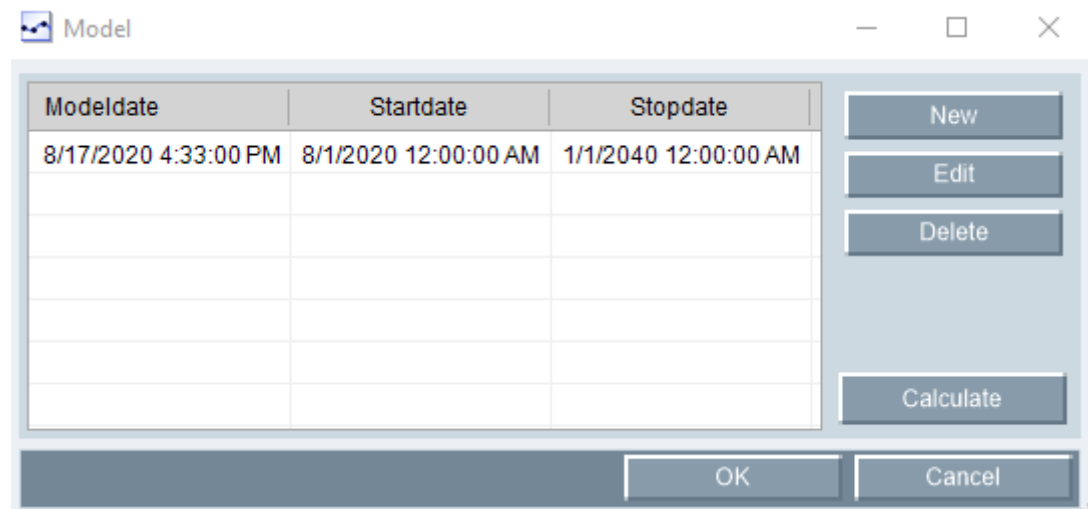 Model
Modeldate Startdate Stopdate
8/17/2020 4:33:00 PM 8/1/2020 12:00:00 AM 1/1/2040 12:00:00 AM
New
Edit
Delete
Calculate
OK Cancel